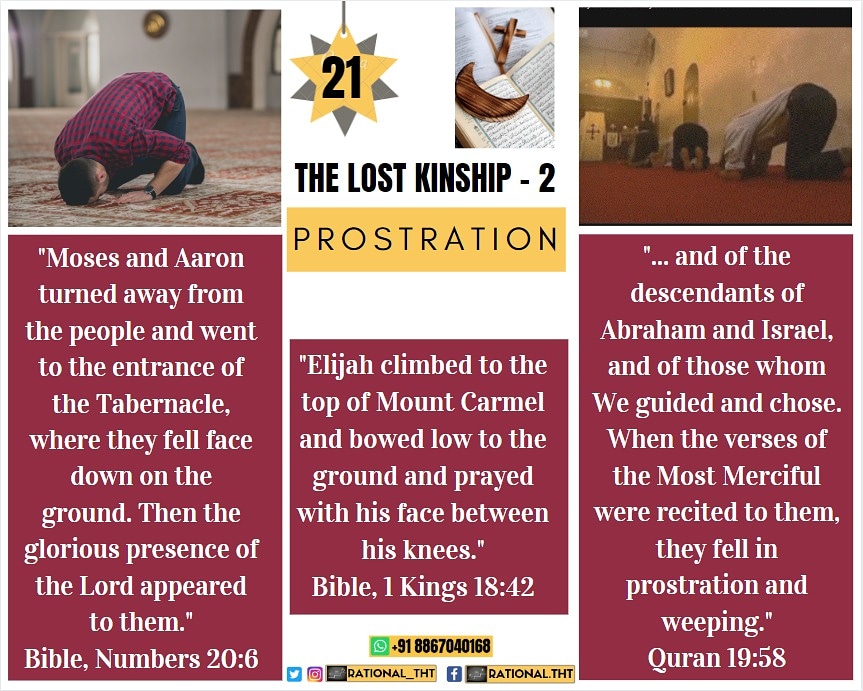 21
THE LOST KINSHIP - 2
PROSTRATION
"Moses and Aaron
turned away from
the people and went
to the entrance of
the Tabernacle,
where they fell face
down on the
ground. Then the
glorious presence of
the Lord appeared
to them."
Bible, Numbers 20:6
"Elijah climbed to the
top of Mount Carmel
and bowed low to the
ground and prayed
with his face between
his knees."
Bible, 1 Kings 18:42
"... and of the
descendants of
Abraham and Israel,
and of those whom
We guided and chose.
When the verses of
the Most Merciful
were recited to them,
they fell in
prostration and
weeping."
Quran 19:58
+91 8867040168
RATIONAL_THT RATIONAL.THT